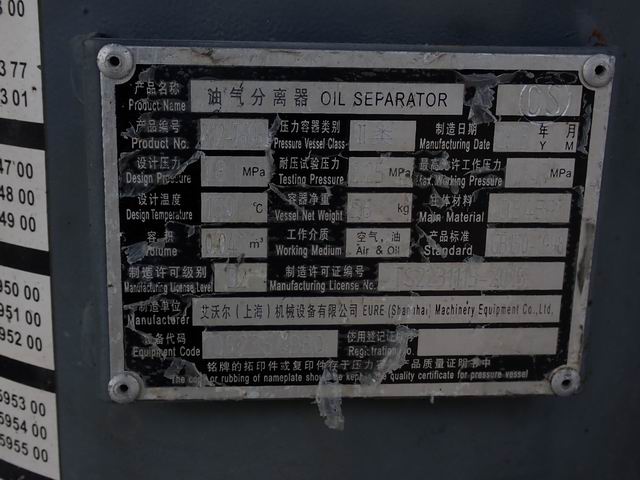 3 00
3 77
3 01
47 00
48 00
49 00
950 00
951 00
952 00
5953 00
5954 00
5955 00
产品名称 油气分离器 OIL SEPARATOR CS
Product Name
产品编号 压力容器类别 制造日期 年 月
Product No. Pressure Vessel Class Manufacturing Date Y M
设计压力 MPa 耐压试验压力 MPa 最高允许工作压力 MPa
Design Pressure Testing Pressure Max. Working Pressure
设计温度 ℃ 容器净重 kg 主体材料
Design Temperature Vessel Net Weight Main Material
容积 m³ 工作介质 空气,油 产品标准
Volume Working Medium Air & Oil Standard
制造许可级别 制造许可证编号
Manufacturing License Level Manufacturing License No.
制造单位 艾沃尔(上海)机械设备有限公司 EURE (Shanghai) Machinery Equipment Co.,Ltd.
Manufacturer
设备代码 使用登记证
Equipment Code Registration No.
铭牌的拓印件或复印件存于压力 产品质量证明书中
The copy or rubbing of nameplate should be kept in the quality certificate for pressure vessel